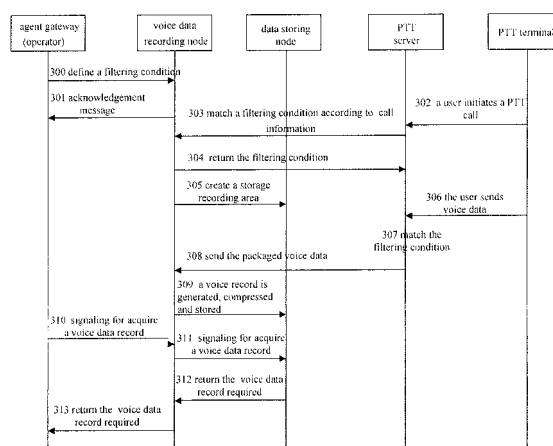 agent gateway
(operator)
voice data
recording node
data storing
node
PTT
server
PTT terminal
300 define a filtering condition
301 acknowledgement
message
302 a user initiates a PTT
call
303 match a filtering condition according to call
information
304 return the filtering condition
305 create a storage
recording area
306 the user sends
voice data
307 match the
filtering condition
308 send the packaged voice data
309 a voice record is
generated, compressed
and stored
310 signaling for acquire
a voice data record
311 signaling for acquire
a voice data record
312 return the voice data
record required
313 return the voice data
record required